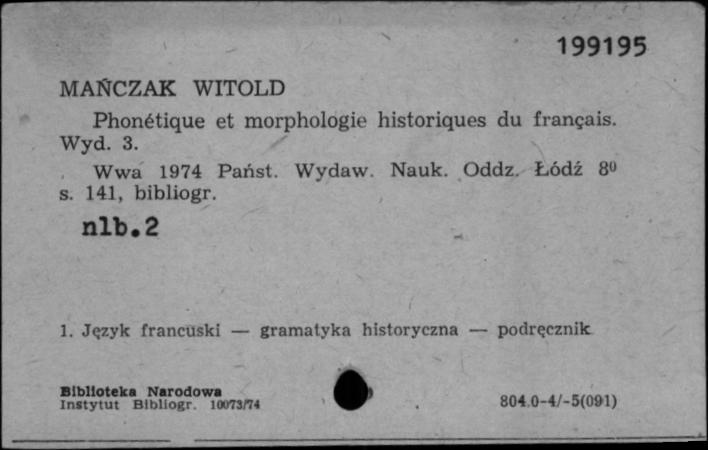 199195
MAŃCZAK WITOLD
Phonétique et morphologie historiques du français.
Wyd. 3.
Wwa 1974 Państ. Wydaw. Nauk. Oddz. Łódź 8⁰
s. 141, bibliogr.
nlb.2
1. Język francuski — gramatyka historyczna — podręcznik
Biblioteka Narodowa
Instytut Bibliogr. 10073/74
804.0-4/-5(091)